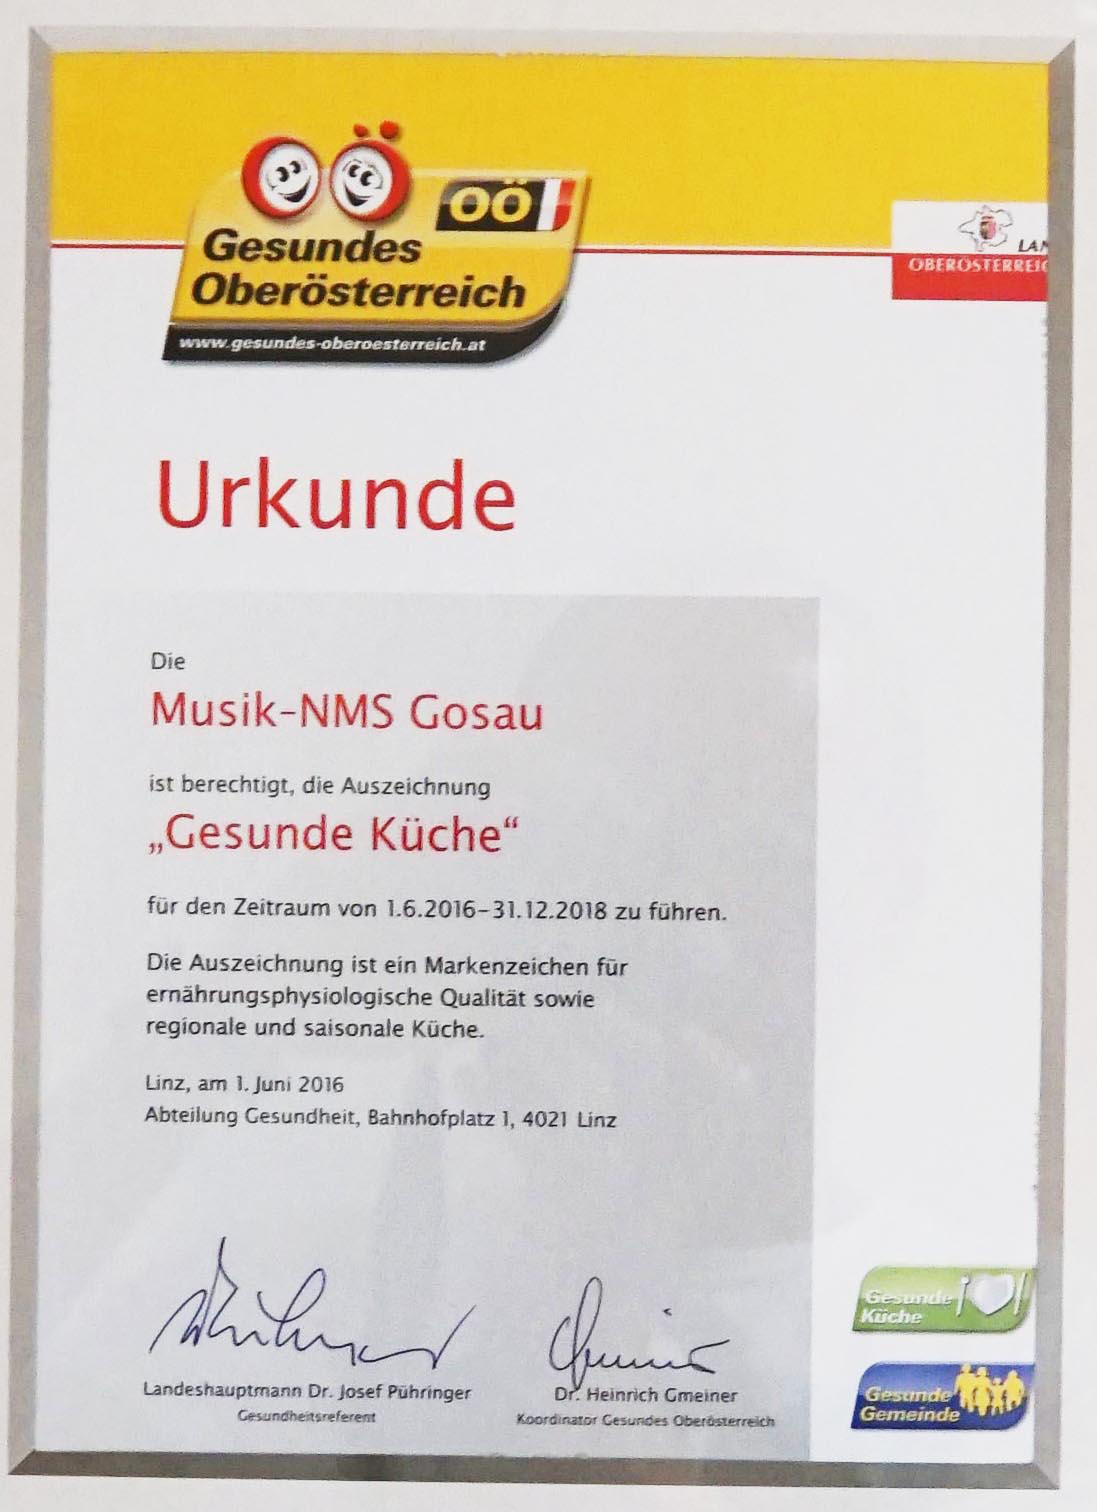 OÖ
Gesundes
Oberösterreich
www.gesundes-oberoesterreich.at
LAN
OBERÖSTERREIC
Urkunde
Die
Musik-NMS Gosau
ist berechtigt, die Auszeichnung
„Gesunde Küche“
für den Zeitraum von 1.6.2016–31.12.2018 zu führen.
Die Auszeichnung ist ein Markenzeichen für
ernährungsphysiologische Qualität sowie
regionale und saisonale Küche.
Linz, am 1. Juni 2016
Abteilung Gesundheit, Bahnhofplatz 1, 4021 Linz
Landeshauptmann Dr. Josef Pühringer
Gesundheitsreferent
Dr. Heinrich Gmeiner
Koordinator Gesundes Oberösterreich
Gesunde
Küche
Gesunde
Gemeinde